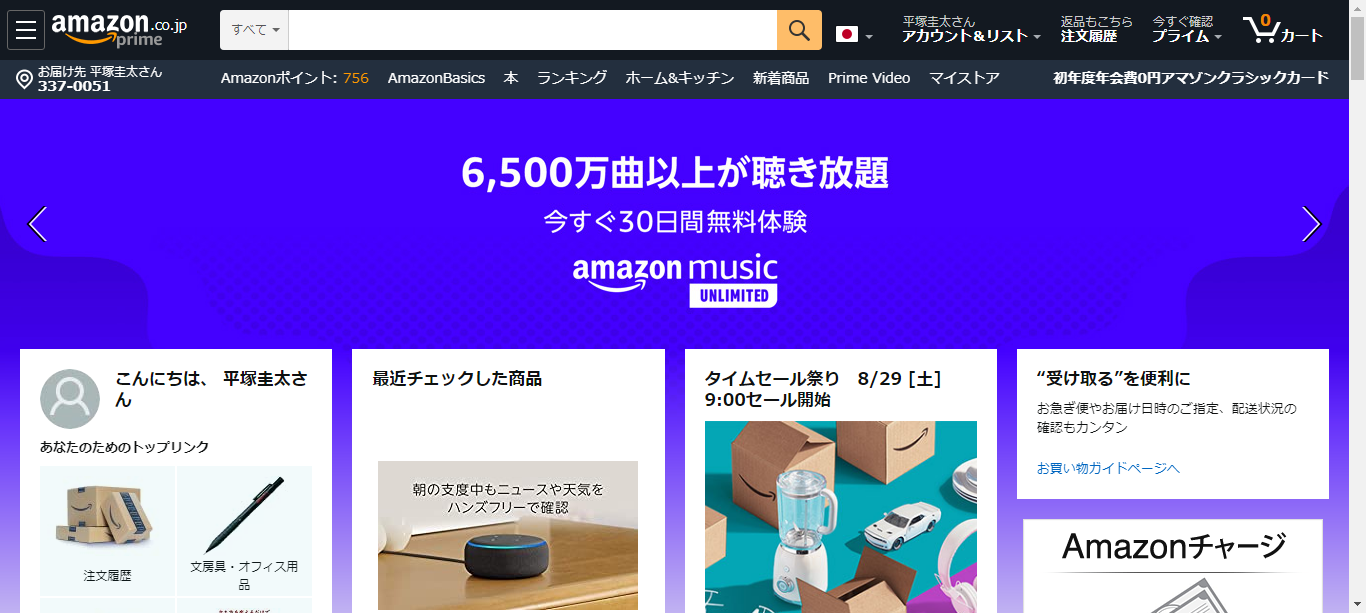 amazon.co.jp
prime
すべて
平塚圭太さん
アカウント&リスト
返品もこちら
注文履歴
今すぐ確認
プライム
0
カート
お届け先 平塚圭太さん
337-0051
Amazonポイント: 756
AmazonBasics
本
ランキング
ホーム&キッチン
新着商品
Prime Video
マイストア
初年度年会費0円アマゾンクラシックカード
6,500万曲以上が聴き放題
今すぐ30日間無料体験
amazon music
UNLIMITED
こんにちは、 平塚圭太さ
ん
あなたのためのトップリンク
注文履歴
文房具・オフィス用
品
最近チェックした商品
朝の支度中もニュースや天気を
ハンズフリーで確認
タイムセール祭り 8/29 [土]
9:00セール開始
“受け取る”を便利に
お急ぎ便やお届け日時のご指定、配送状況の
確認もカンタン
お買い物ガイドページへ
Amazonチャージ